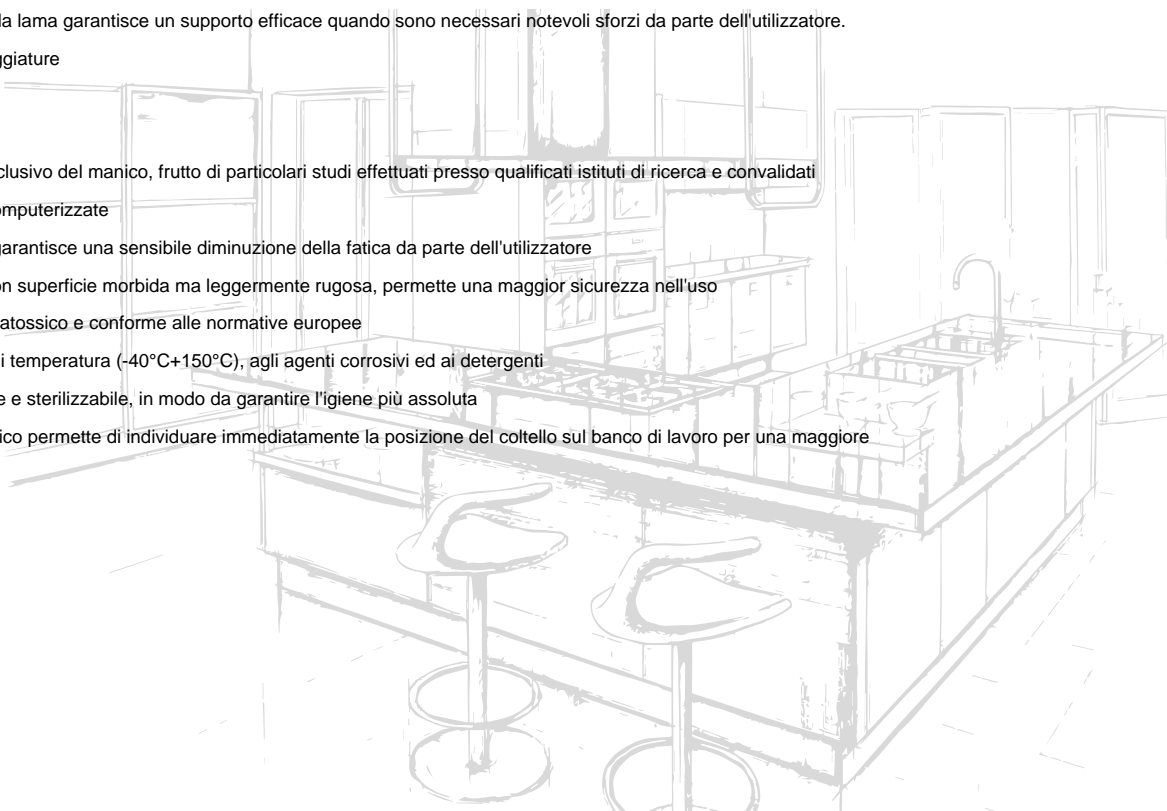 la lama garantisce un supporto efficace quando sono necessari notevoli sforzi da parte dell'utilizzatore.
ggiature
clusivo del manico, frutto di particolari studi effettuati presso qualificati istituti di ricerca e convalidati
omputerizzate
garantisce una sensibile diminuzione della fatica da parte dell'utilizzatore
on superficie morbida ma leggermente rugosa, permette una maggior sicurezza nell'uso
atossico e conforme alle normative europee
i temperatura (-40°C+150°C), agli agenti corrosivi ed ai detergenti
e e sterilizzabile, in modo da garantire l'igiene più assoluta
ico permette di individuare immediatamente la posizione del coltello sul banco di lavoro per una maggiore